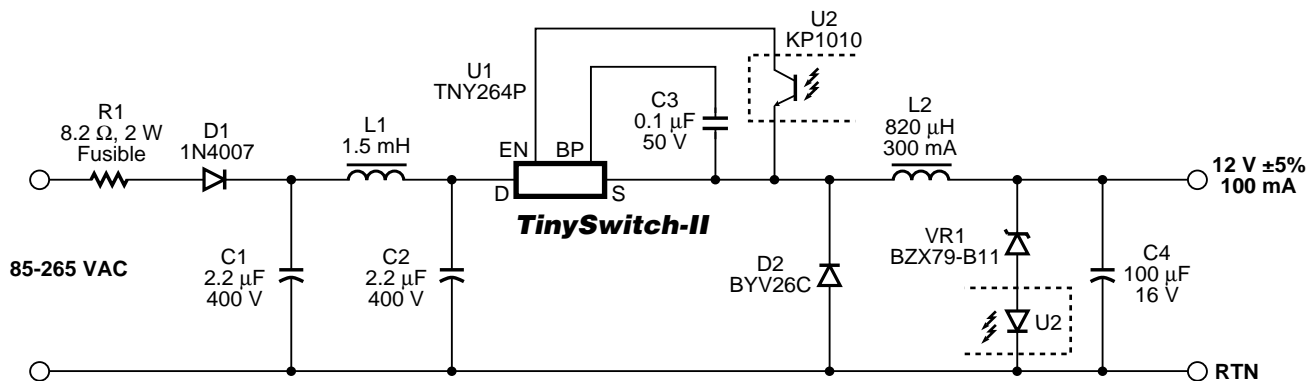 U2
KP1010
U1
TNY264P
R1
8.2 Ω, 2 W
Fusible
D1
1N4007
L1
1.5 mH
EN
BP
C3
0.1 µF
50 V
L2
820 µH
300 mA
12 V ±5%
100 mA
D
S
TinySwitch-II
85-265 VAC
C1
2.2 µF
400 V
C2
2.2 µF
400 V
D2
BYV26C
VR1
BZX79-B11
C4
100 µF
16 V
U2
RTN